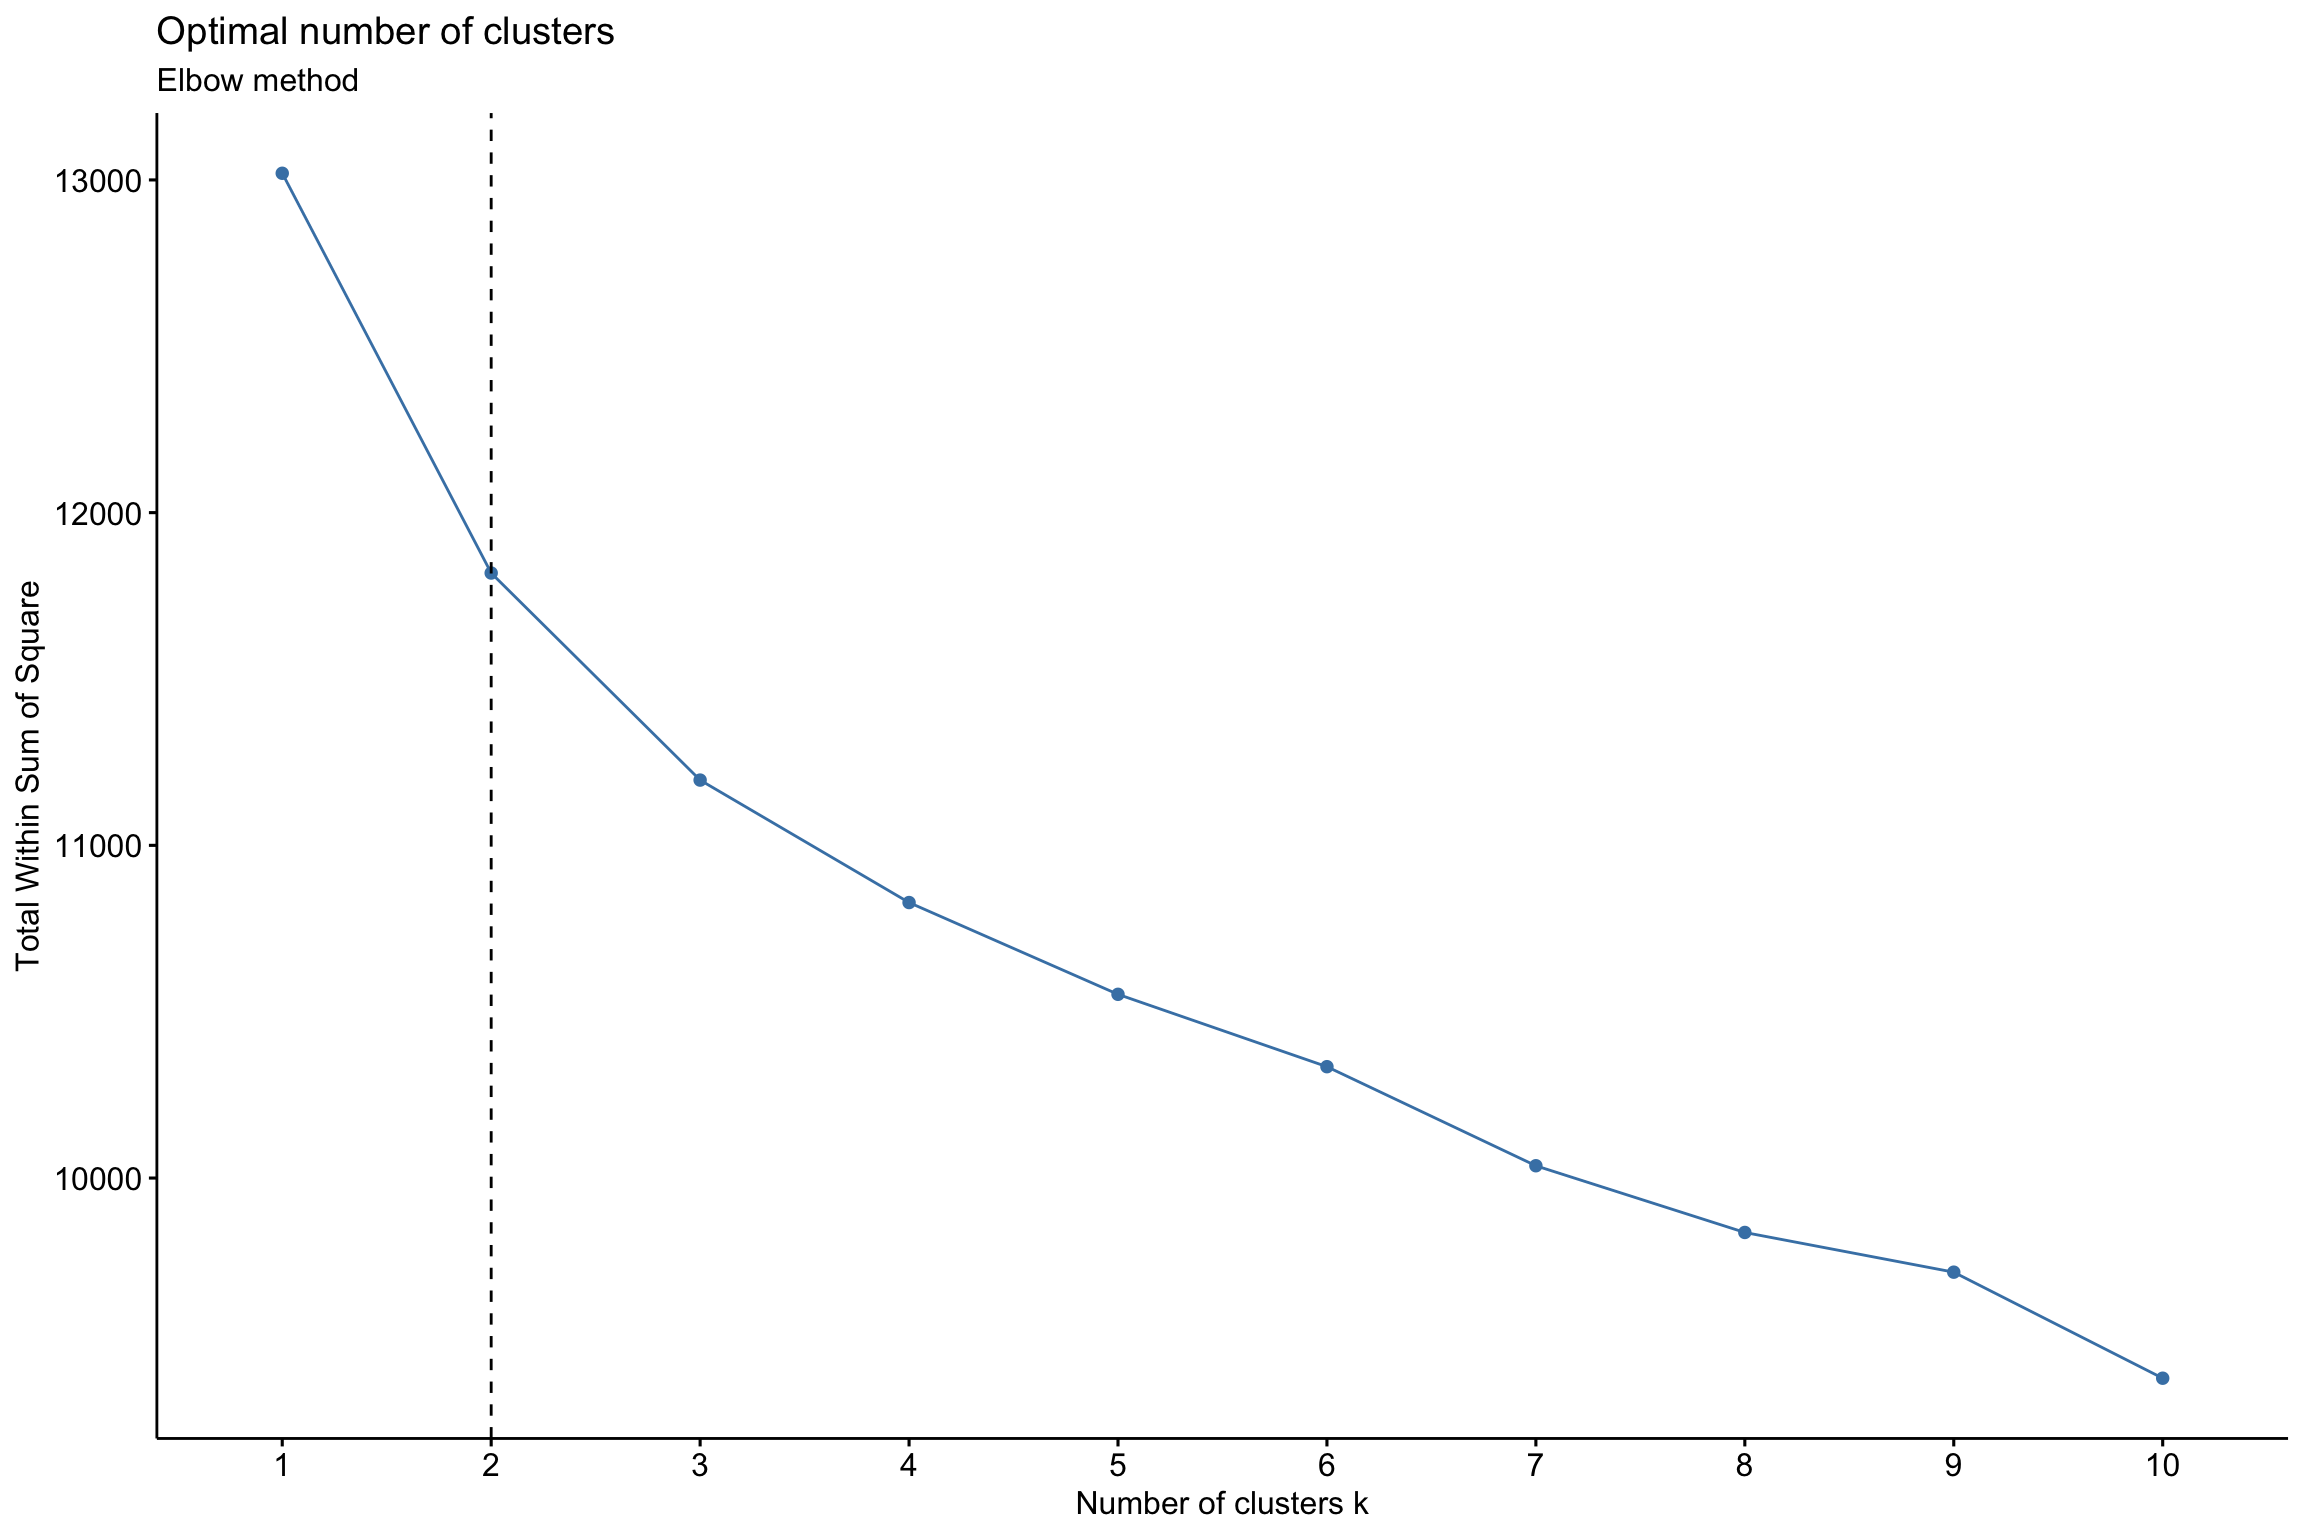 Optimal number of clusters
Elbow method
Total Within Sum of Square
13000
12000
11000
10000
1 2 3 4 5 6 7 8 9 10
Number of clusters k